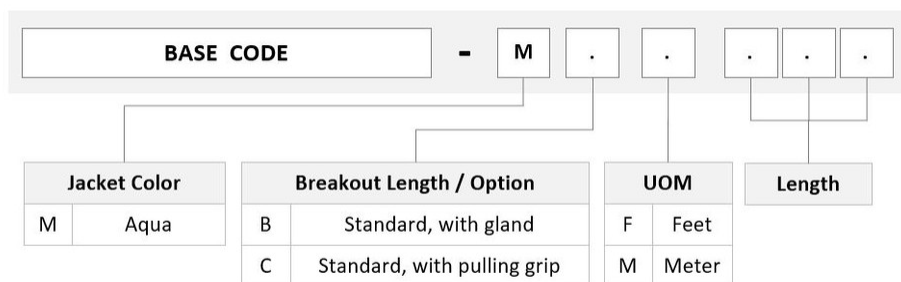 BASE CODE - M . . . . .
Jacket Color Breakout Length / Option UOM Length
M Aqua B Standard, with gland F Feet
C Standard, with pulling grip M Meter